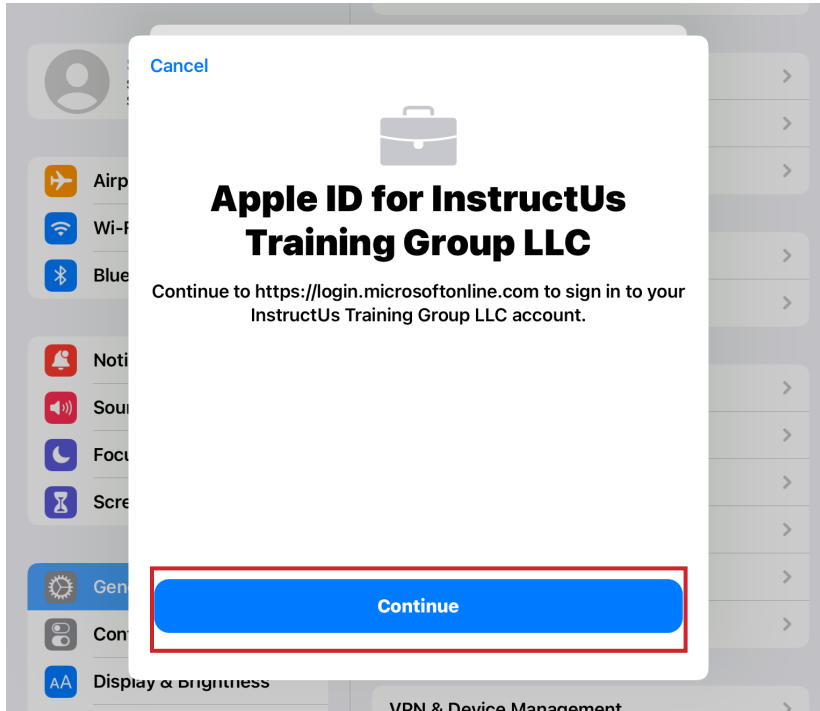 Cancel
Apple ID for InstructUs
Training Group LLC
Continue to https://login.microsoftonline.com to sign in to your
InstructUs Training Group LLC account.
Airp
Wi-F
Blue
Noti
Sou
Focu
Scre
Gen
Con
Continue
Display & Brightness
AA
VPN & Device Management